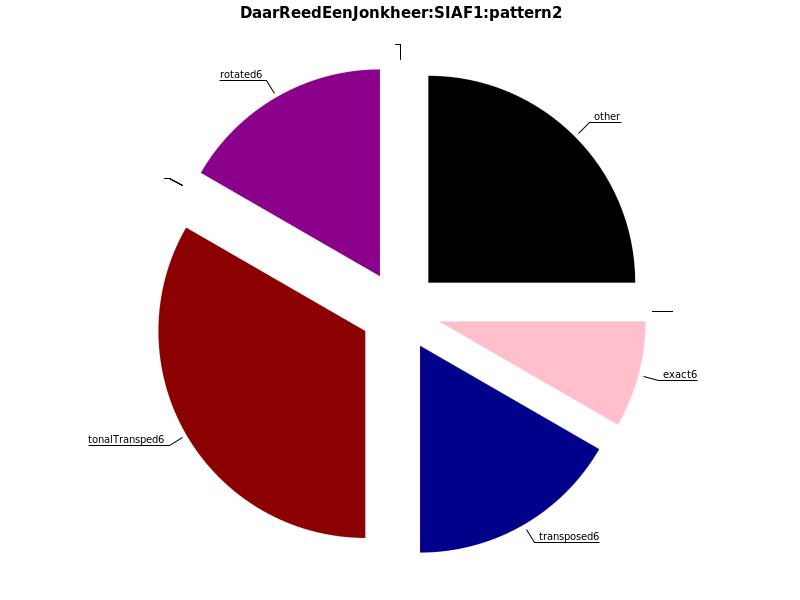 DaarReedEenJonkheer:SIAF1:pattern2
rotated6
other
exact6
tonalTransped6
transposed6